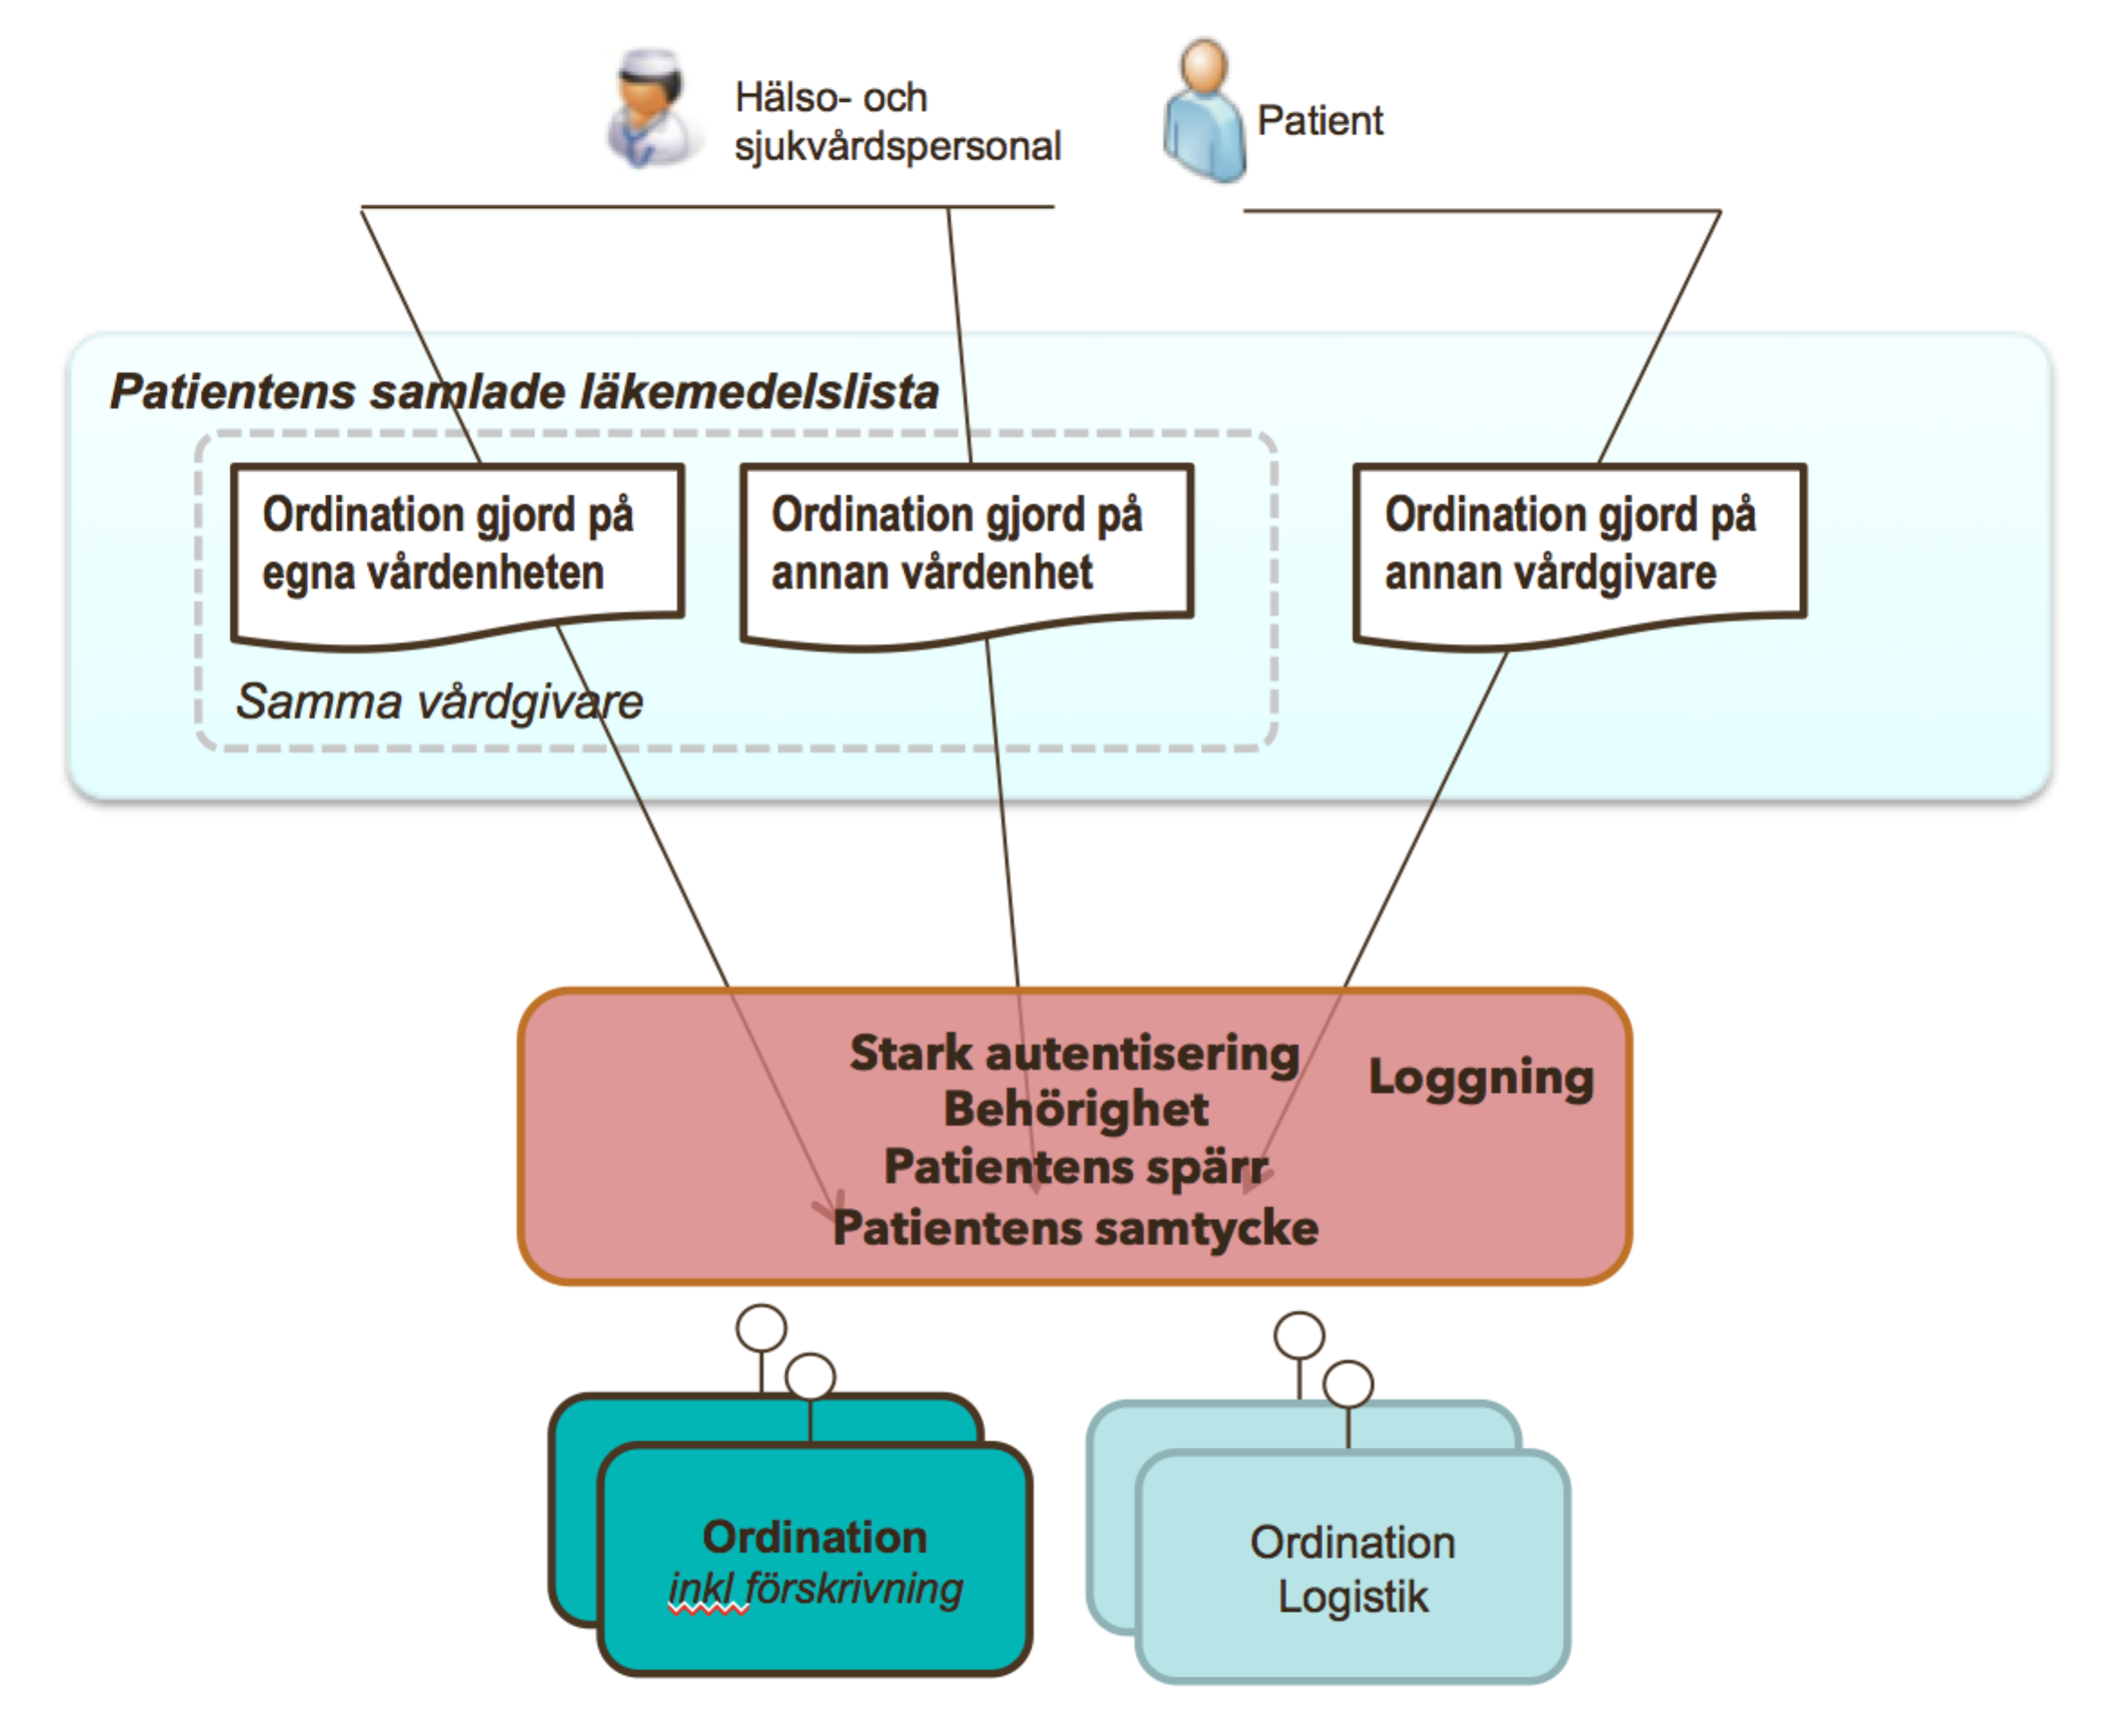 Hälso- och
sjukvårdspersonal
Patient
Patientens samlade läkemedelslista
Ordination gjord på
egna vårdenheten
Ordination gjord på
annan vårdenhet
Ordination gjord på
annan vårdgivare
Samma vårdgivare
Stark autentisering
Loggning
Behörighet
Patientens spärr
Patientens samtycke
Ordination
inkl förskrivning
Ordination
Logistik